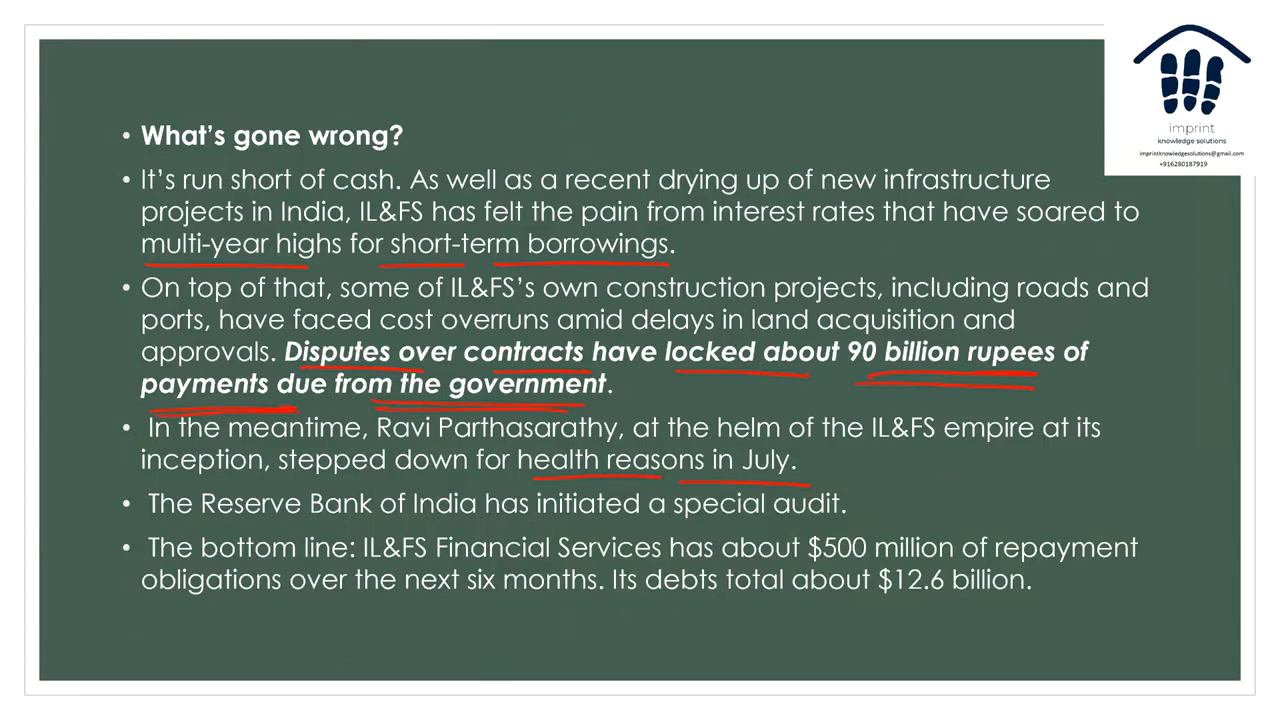 imprint
knowledge solutions
imprintknowledgesolutions@gmail.com
+916280187919
• What's gone wrong?
• It's run short of cash. As well as a recent drying up of new infrastructure
projects in India, IL&FS has felt the pain from interest rates that have soared to
multi-year highs for short-term borrowings.
• On top of that, some of IL&FS's own construction projects, including roads and
ports, have faced cost overruns amid delays in land acquisition and
approvals. Disputes over contracts have locked about 90 billion rupees of
payments due from the government.
• In the meantime, Ravi Parthasarathy, at the helm of the IL&FS empire at its
inception, stepped down for health reasons in July.
• The Reserve Bank of India has initiated a special audit.
• The bottom line: IL&FS Financial Services has about $500 million of repayment
obligations over the next six months. Its debts total about $12.6 billion.